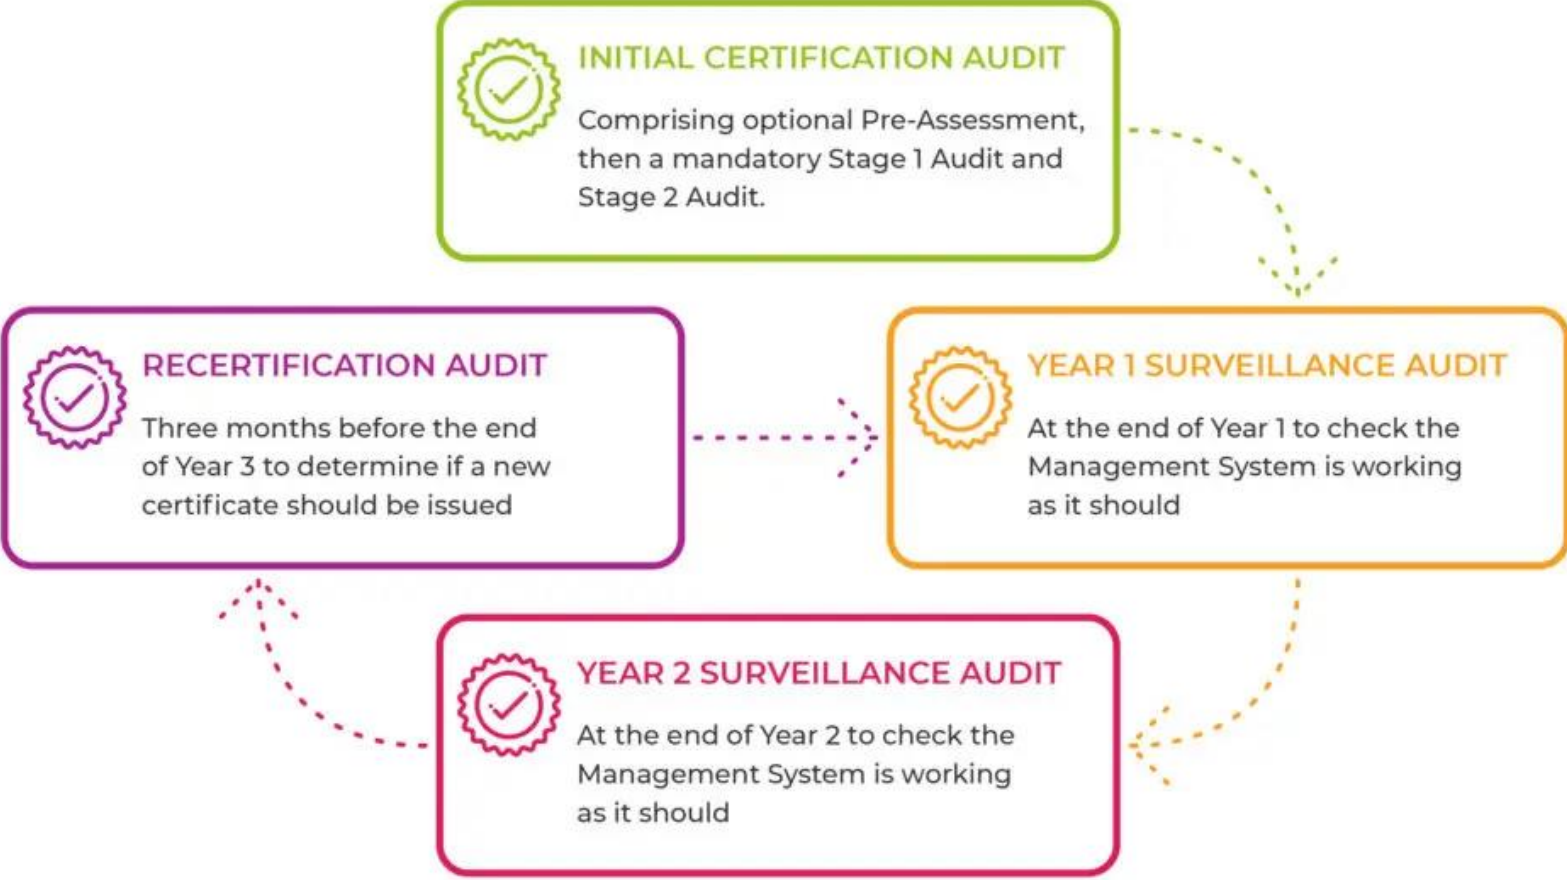 INITIAL CERTIFICATION AUDIT
Comprising optional Pre-Assessment,
then a mandatory Stage 1 Audit and
Stage 2 Audit.
RECERTIFICATION AUDIT
Three months before the end
of Year 3 to determine if a new
certificate should be issued
YEAR 1 SURVEILLANCE AUDIT
At the end of Year 1 to check the
Management System is working
as it should
YEAR 2 SURVEILLANCE AUDIT
At the end of Year 2 to check the
Management System is working
as it should